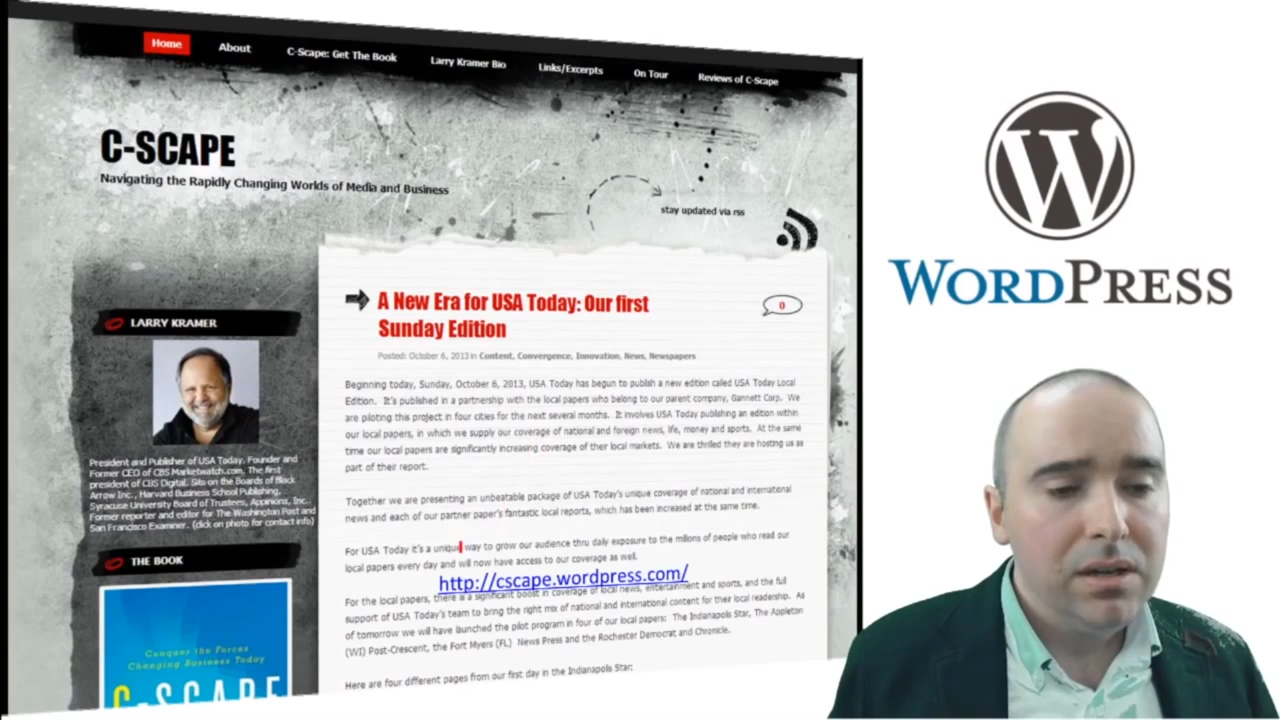 Home About C-Scape: Get The Book Larry Kramer Bio Links/Excerpts On Tour Reviews of C-Scape
C-SCAPE
Navigating the Rapidly Changing Worlds of Media and Business
stay updated via rss
WORDPRESS
LARRY KRAMER
President and Publisher of USA Today. Founder and
Former CEO of CBS Marketwatch.com. The first
president of CBS Digital. Sits on the Boards of Black
Arrow Inc., Harvard Business School Publishing,
Syracuse University Board of Trustees, Appinions, Inc..
Former reporter and editor for The Washington Post and
San Francisco Examiner. (click on photo for contact info)
THE BOOK
Conquer the Forces
Changing Business Today
C-SCAPE
A New Era for USA Today: Our first
Sunday Edition
0
Posted: October 6, 2013 in Content, Convergence, Innovation, News, Newspapers
Beginning today, Sunday, October 6, 2013, USA Today has begun to publish a new edition called USA Today Local
Edition. It's published in a partnership with the local papers who belong to our parent company, Gannett Corp. We
are piloting this project in four cities for the next several months. It involves USA Today publishing an edition within
our local papers, in which we supply our coverage of national and foreign news, life, money and sports. At the same
time our local papers are significantly increasing coverage of their local markets. We are thrilled they are hosting us as
part of their report.
Together we are presenting an unbeatable package of USA Today's unique coverage of national and international
news and each of our partner paper's fantastic local reports, which has been increased at the same time.
For USA Today it's a unique way to grow our audience thru daily exposure to the millions of people who read our
local papers every day and will now have access to our coverage as well.
http://cscape.wordpress.com/
For the local papers, there is a significant boost in coverage of local news, entertainment and sports, and the full
support of USA Today's team to bring the right mix of national and international content for their local readership. As
of tomorrow we will have launched the pilot program in four of our local papers: The Indianapolis Star, The Appleton
(WI) Post-Crescent, the Fort Myers (FL) News Press and the Rochester Democrat and Chronicle.
Here are four different pages from our first day in the Indianapolis Star: